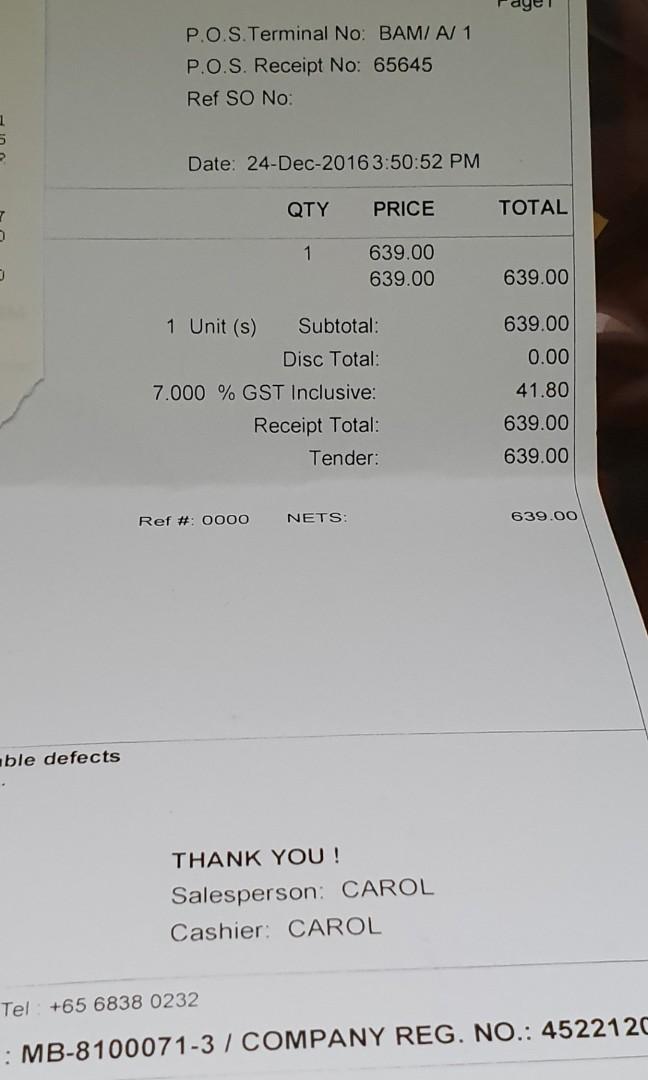 Page 1
P.O.S.Terminal No: BAM/ A/ 1
P.O.S. Receipt No: 65645
Ref SO No:
Date: 24-Dec-2016 3:50:52 PM
QTY PRICE TOTAL
1 639.00
639.00 639.00
1 Unit (s) Subtotal: 639.00
Disc Total: 0.00
7.000 % GST Inclusive: 41.80
Receipt Total: 639.00
Tender: 639.00
Ref #: 0000 NETS: 639.00
defects
THANK YOU !
Salesperson: CAROL
Cashier: CAROL
Tel : +65 6838 0232
: MB-8100071-3 / COMPANY REG. NO.: 4522120